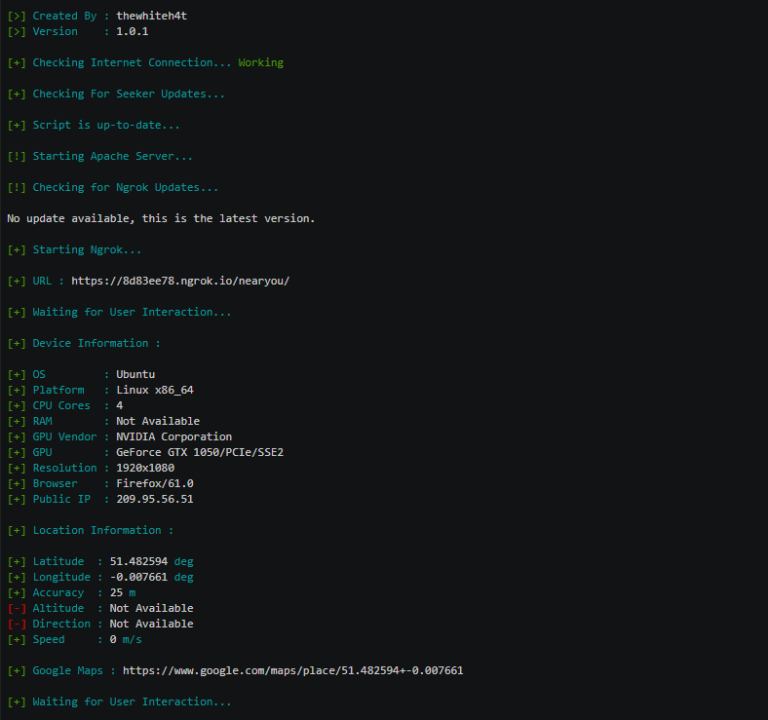 [>] Created By : thewhiteh4t
[>] Version    : 1.0.1
[+] Checking Internet Connection... Working
[+] Checking For Seeker Updates...
[+] Script is up-to-date...
[!] Starting Apache Server...
[!] Checking for Ngrok Updates...
No update available, this is the latest version.
[+] Starting Ngrok...
[+] URL : https://8d83ee78.ngrok.io/nearyou/
[+] Waiting for User Interaction...
[+] Device Information :
[+] OS         : Ubuntu
[+] Platform   : Linux x86_64
[+] CPU Cores  : 4
[+] RAM        : Not Available
[+] GPU Vendor : NVIDIA Corporation
[+] GPU        : GeForce GTX 1050/PCIe/SSE2
[+] Resolution : 1920x1080
[+] Browser    : Firefox/61.0
[+] Public IP  : 209.95.56.51
[+] Location Information :
[+] Latitude  : 51.482594 deg
[+] Longitude : -0.007661 deg
[+] Accuracy  : 25 m
[-] Altitude  : Not Available
[-] Direction : Not Available
[+] Speed     : 0 m/s
[+] Google Maps : https://www.google.com/maps/place/51.482594+-0.007661
[+] Waiting for User Interaction...